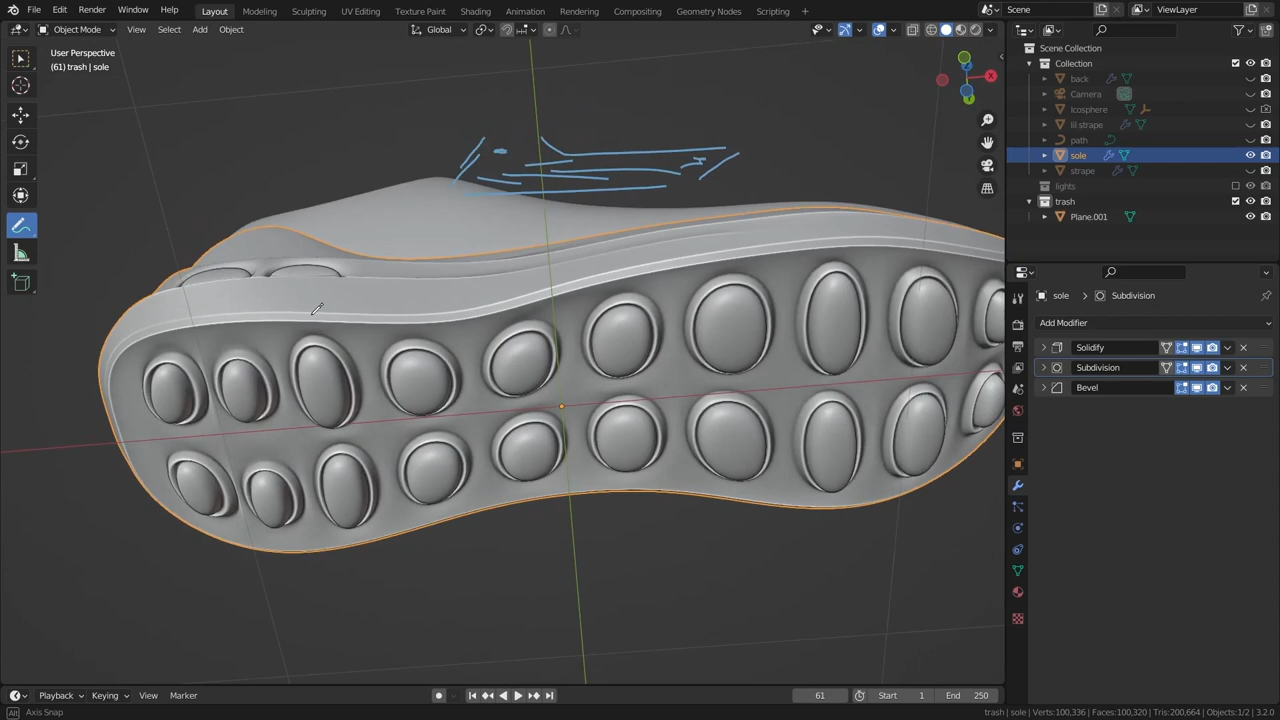 File Edit Render Window Help Layout Modeling Sculpting UV Editing Texture Paint Shading Animation Rendering Compositing Geometry Nodes Scripting + Scene ViewLayer
Object Mode View Select Add Object Global
User Perspective
(61) trash | sole
X
Y
Scene Collection
Collection
back
Camera
Icosphere
lil strape
path
sole
strape
lights
trash
Plane.001
sole > Subdivision
Add Modifier
Solidify
Subdivision
Bevel
Playback Keying View Marker 61 Start 1 End 250
Alt Axis Snap trash | sole | Verts:100,336 | Faces:100,320 | Tris:200,664 | Objects:1/2 | 3.2.0